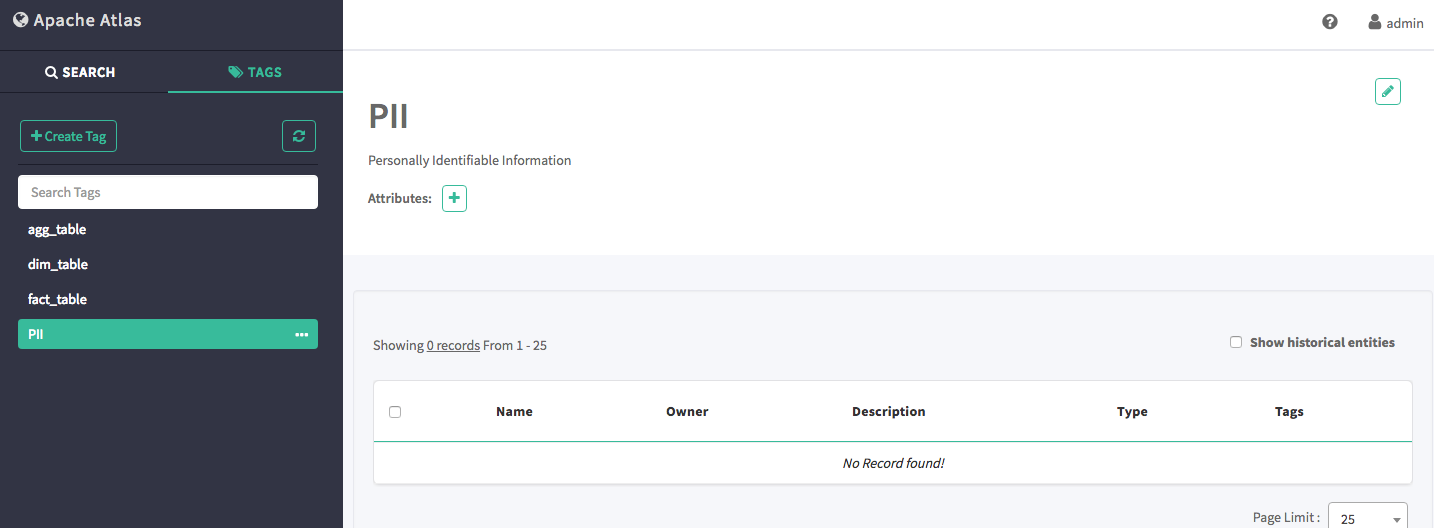 Apache Atlas
admin
SEARCH
TAGS
Create Tag
Search Tags
agg_table
dim_table
fact_table
PII
PII
Personally Identifiable Information
Attributes:
Showing 0 records From 1 - 25
Show historical entities
Name Owner Description Type Tags
No Record found!
Page Limit : 25